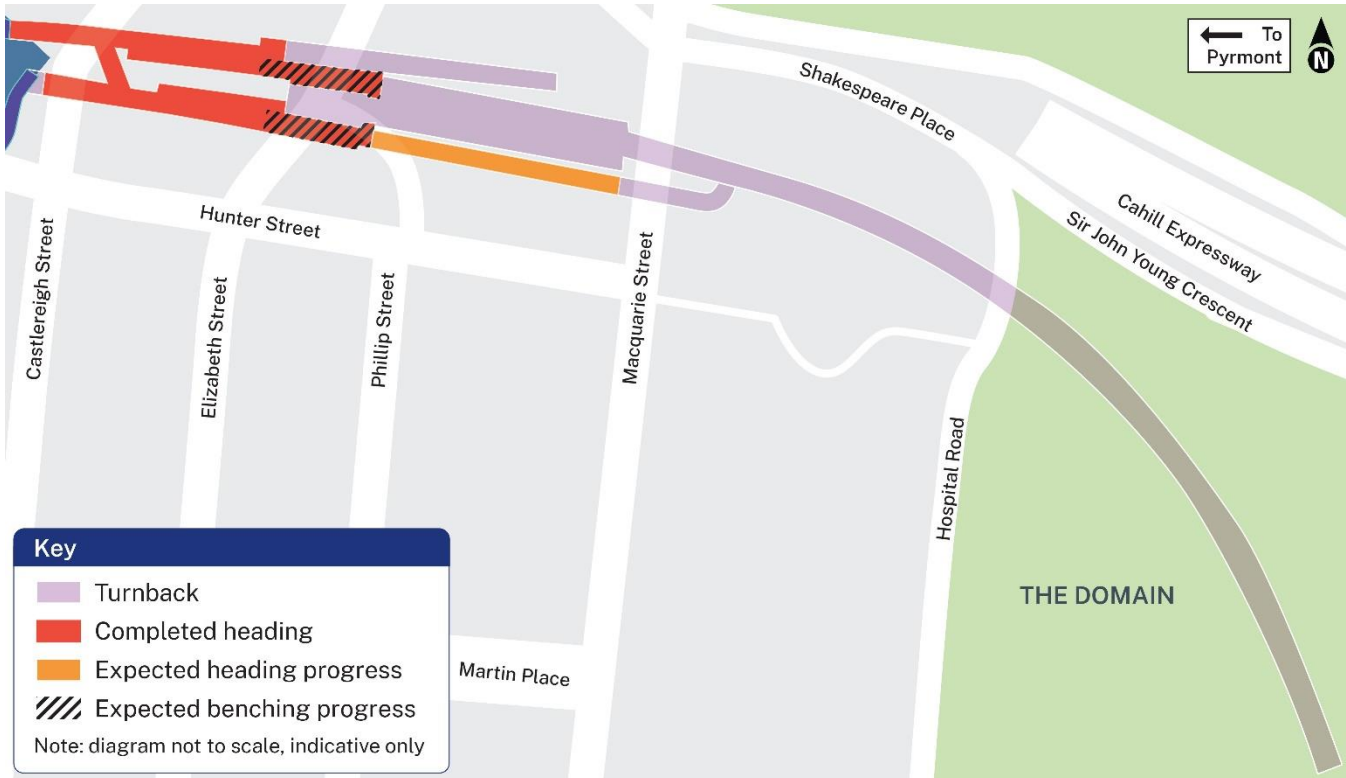 To
Pyrmont
N
Shakespeare Place
Cahill Expressway
Sir John Young Crescent
Hunter Street
Castlereigh Street
Elizabeth Street
Phillip Street
Macquarie Street
Hospital Road
THE DOMAIN
Martin Place
Key
Turnback
Completed heading
Expected heading progress
Expected benching progress
Note: diagram not to scale, indicative only